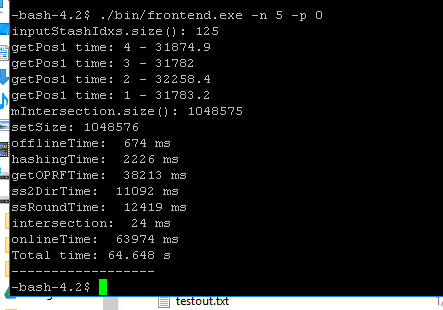 -bash-4.2$ ./bin/frontend.exe -n 5 -p 0
inputStashIdxs.size(): 125
getPos1 time: 4 - 31874.9
getPos1 time: 3 - 31782
getPos1 time: 2 - 32258.4
getPos1 time: 1 - 31783.2
mIntersection.size(): 1048575
setSize: 1048576
offlineTime:  674 ms
hashingTime:  2226 ms
getOPRFTime:  38213 ms
ss2DirTime:  11092 ms
ssRoundTime:  12419 ms
intersection:  24 ms
onlineTime:  63974 ms
Total time: 64.648 s
------------------
-bash-4.2$
testout.txt